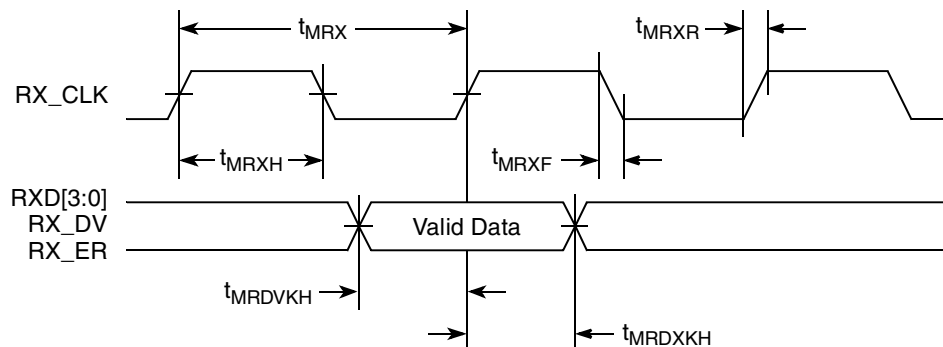 tMRX
tMRXR
RX_CLK
tMRXH
tMRXF
RXD[3:0]
RX_DV
Valid Data
RX_ER
tMRDVKH
tMRDXKH